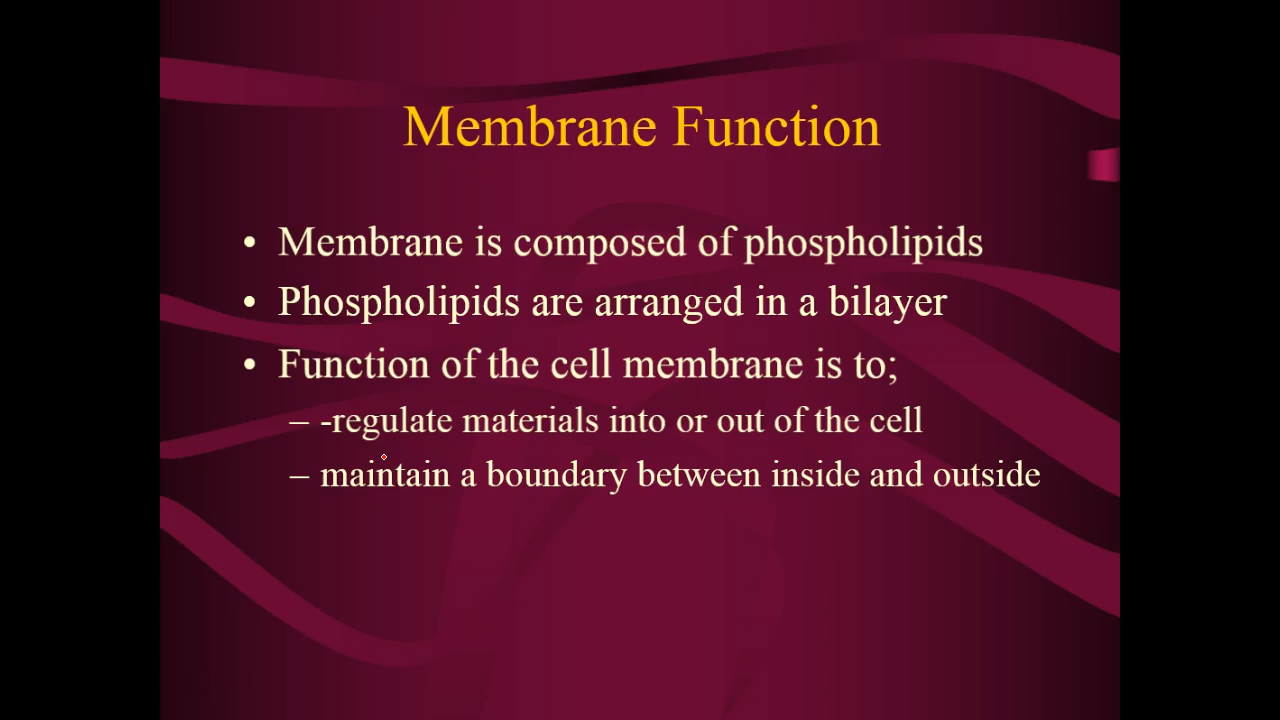 Membrane Function
• Membrane is composed of phospholipids
• Phospholipids are arranged in a bilayer
• Function of the cell membrane is to;
– -regulate materials into or out of the cell
– maintain a boundary between inside and outside